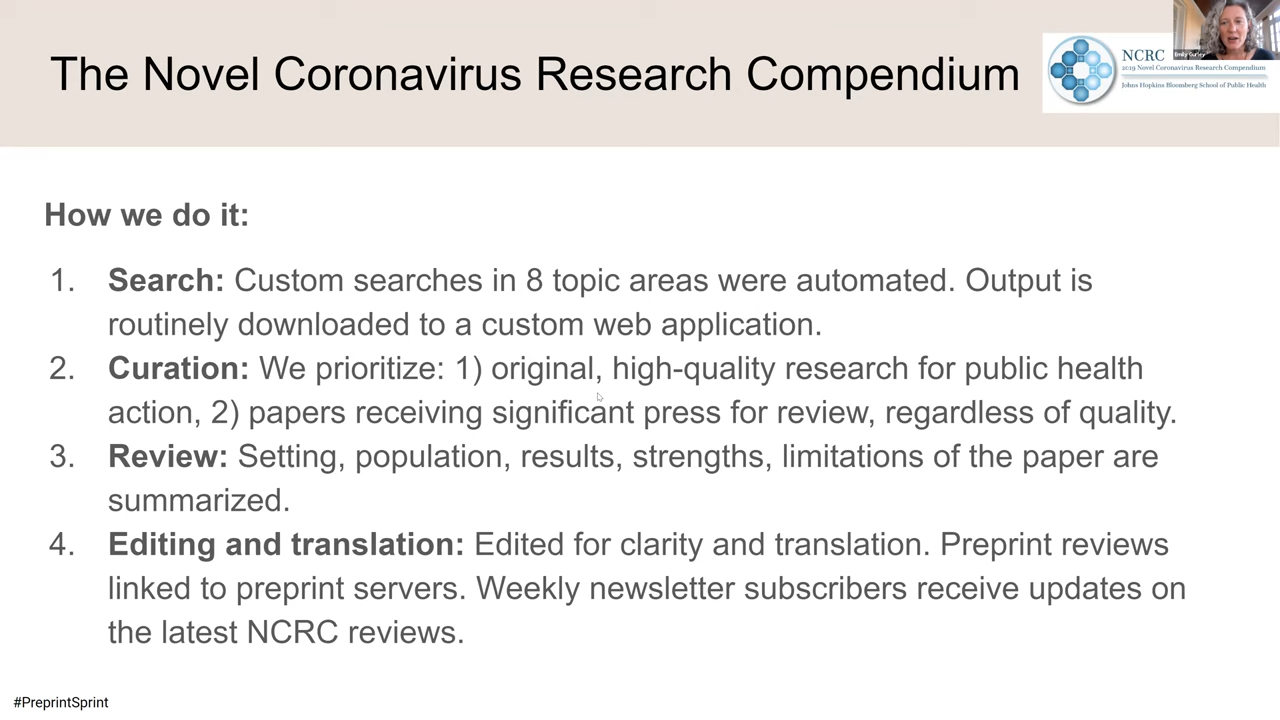 The Novel Coronavirus Research Compendium
NCRC
2019 Novel Coronavirus Research Compendium
Johns Hopkins Bloomberg School of Public Health
Emily Gurley
How we do it:
1. Search: Custom searches in 8 topic areas were automated. Output is
routinely downloaded to a custom web application.
2. Curation: We prioritize: 1) original, high-quality research for public health
action, 2) papers receiving significant press for review, regardless of quality.
3. Review: Setting, population, results, strengths, limitations of the paper are
summarized.
4. Editing and translation: Edited for clarity and translation. Preprint reviews
linked to preprint servers. Weekly newsletter subscribers receive updates on
the latest NCRC reviews.
#PreprintSprint